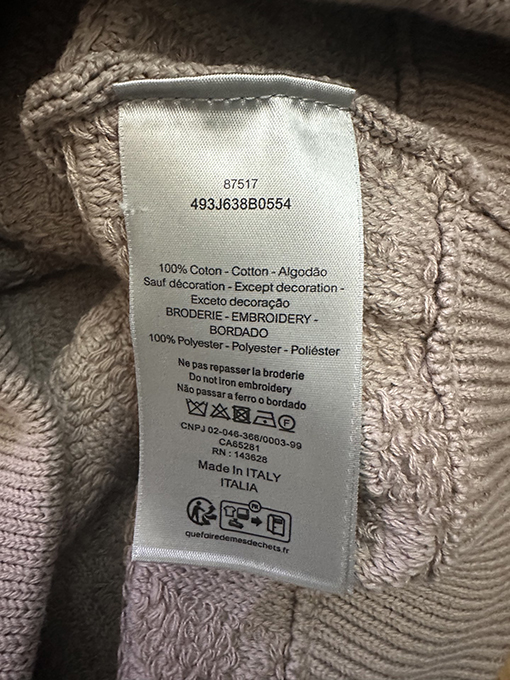 87517
493J638B0554
100% Coton - Cotton - Algodão
Sauf décoration - Except decoration -
Exceto decoração
BRODERIE - EMBROIDERY -
BORDADO
100% Polyester - Polyester - Poliéster
Ne pas repasser la broderie
Do not iron embroidery
Não passar a ferro o bordado
CNPJ 02-046-366/0003-99
CA65281
RN : 143628
Made In ITALY
ITALIA
FR
quefairedemesdechets.fr